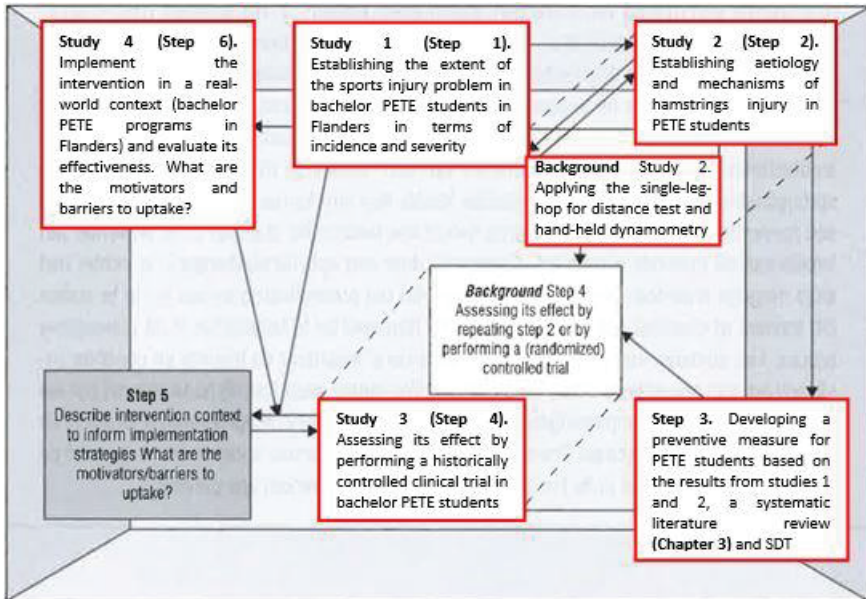 Study 4 (Step 6).
Implement the
intervention in a real-
world context (bachelor
PETE programs in
Flanders) and evaluate its
effectiveness. What are
the motivators and
barriers to uptake?
Study 1 (Step 1).
Establishing the extent of
the sports injury problem in
bachelor PETE students in
Flanders in terms of
incidence and severity
Study 2 (Step 2).
Establishing aetiology and
mechanisms of
hamstrings injury in
PETE students
Background Study 2.
Applying the single-leg-
hop for distance test and
hand-held dynamometry
Background Step 4
Assessing its effect by
repeating step 2 or by
performing a (randomized)
controlled trial
Step 5
Describe intervention context
to inform implementation
strategies What are the
motivators/barriers to
uptake?
Study 3 (Step 4).
Assessing its effect by
performing a historically
controlled clinical trial in
bachelor PETE students
Step 3. Developing a
preventive measure for
PETE students based on
the results from studies 1
and 2, a systematic
literature review
(Chapter 3) and SDT